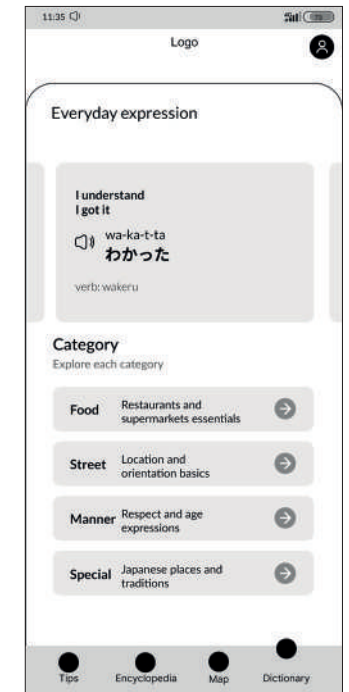 11:35
Logo
Everyday expression
I understand
I got it
wa-ka-t-ta
わかった
verb: wakeru
Category
Explore each category
Food
Restaurants and
supermarkets essentials
Street
Location and
orientation basics
Manner
Respect and age
expressions
Special
Japanese places and
traditions
Tips
Encyclopedia
Map
Dictionary